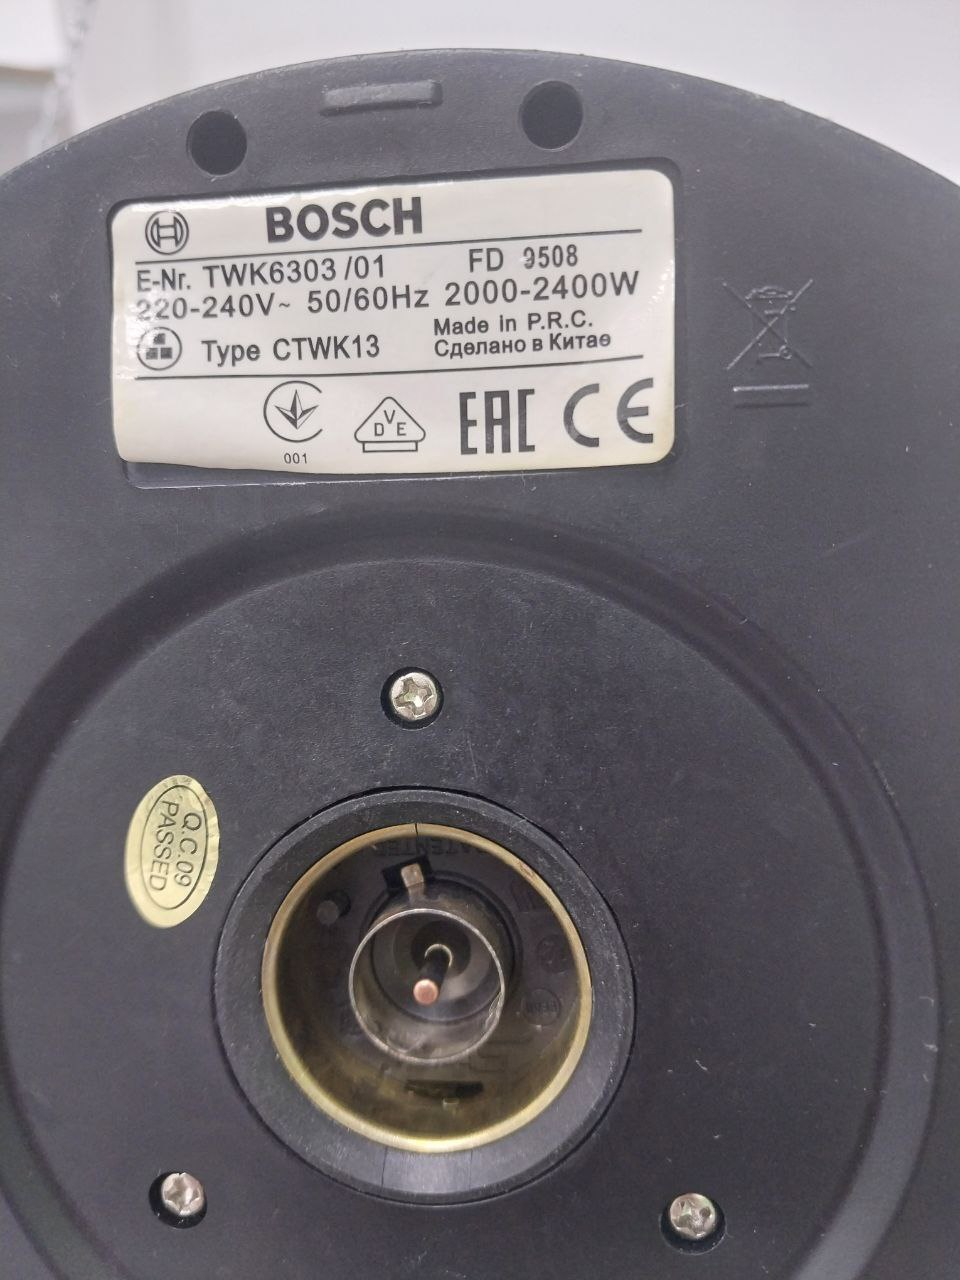 BOSCH
E-Nr. TWK6303 /01 FD 9508
220-240V~ 50/60Hz 2000-2400W
Type CTWK13
Made in P.R.C.
Сделано в Китае
001
D V E
EAC CE
Q.C.09
PASSED